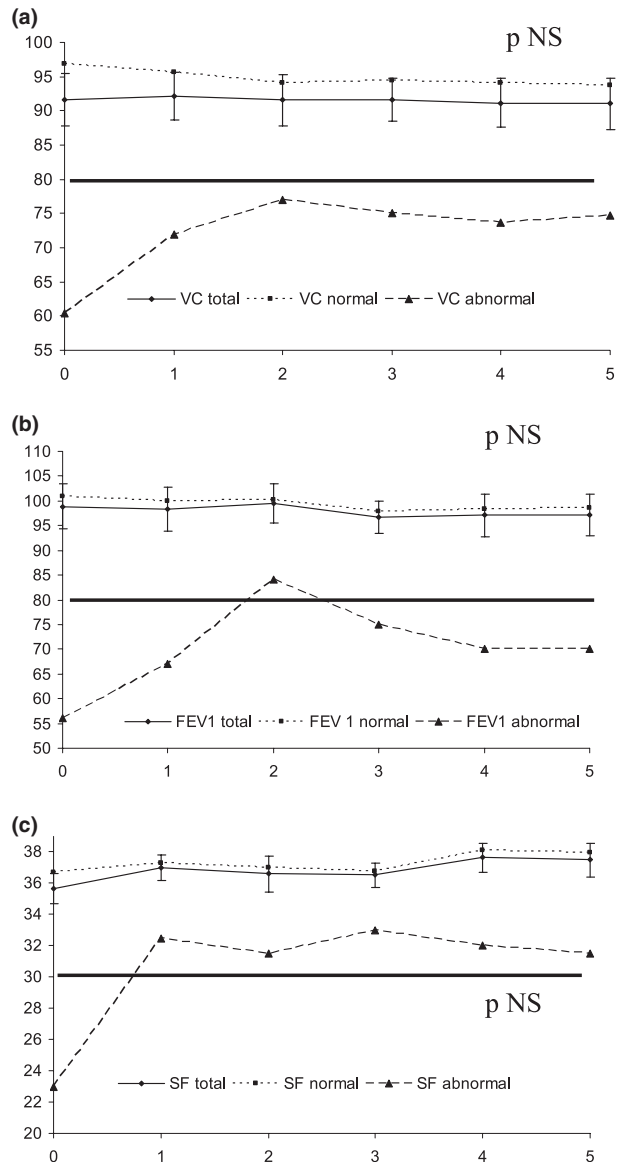 (a)
p NS
100
95
90
85
80
75
70
65
60
55
VC total VC normal VC abnormal
0 1 2 3 4 5
(b)
p NS
110
105
100
95
90
85
80
75
70
65
60
55
50
FEV1 total FEV 1 normal FEV1 abnormal
0 1 2 3 4 5
(c)
38
36
34
32
30
28
26
24
22
20
p NS
SF total SF normal SF abnormal
0 1 2 3 4 5